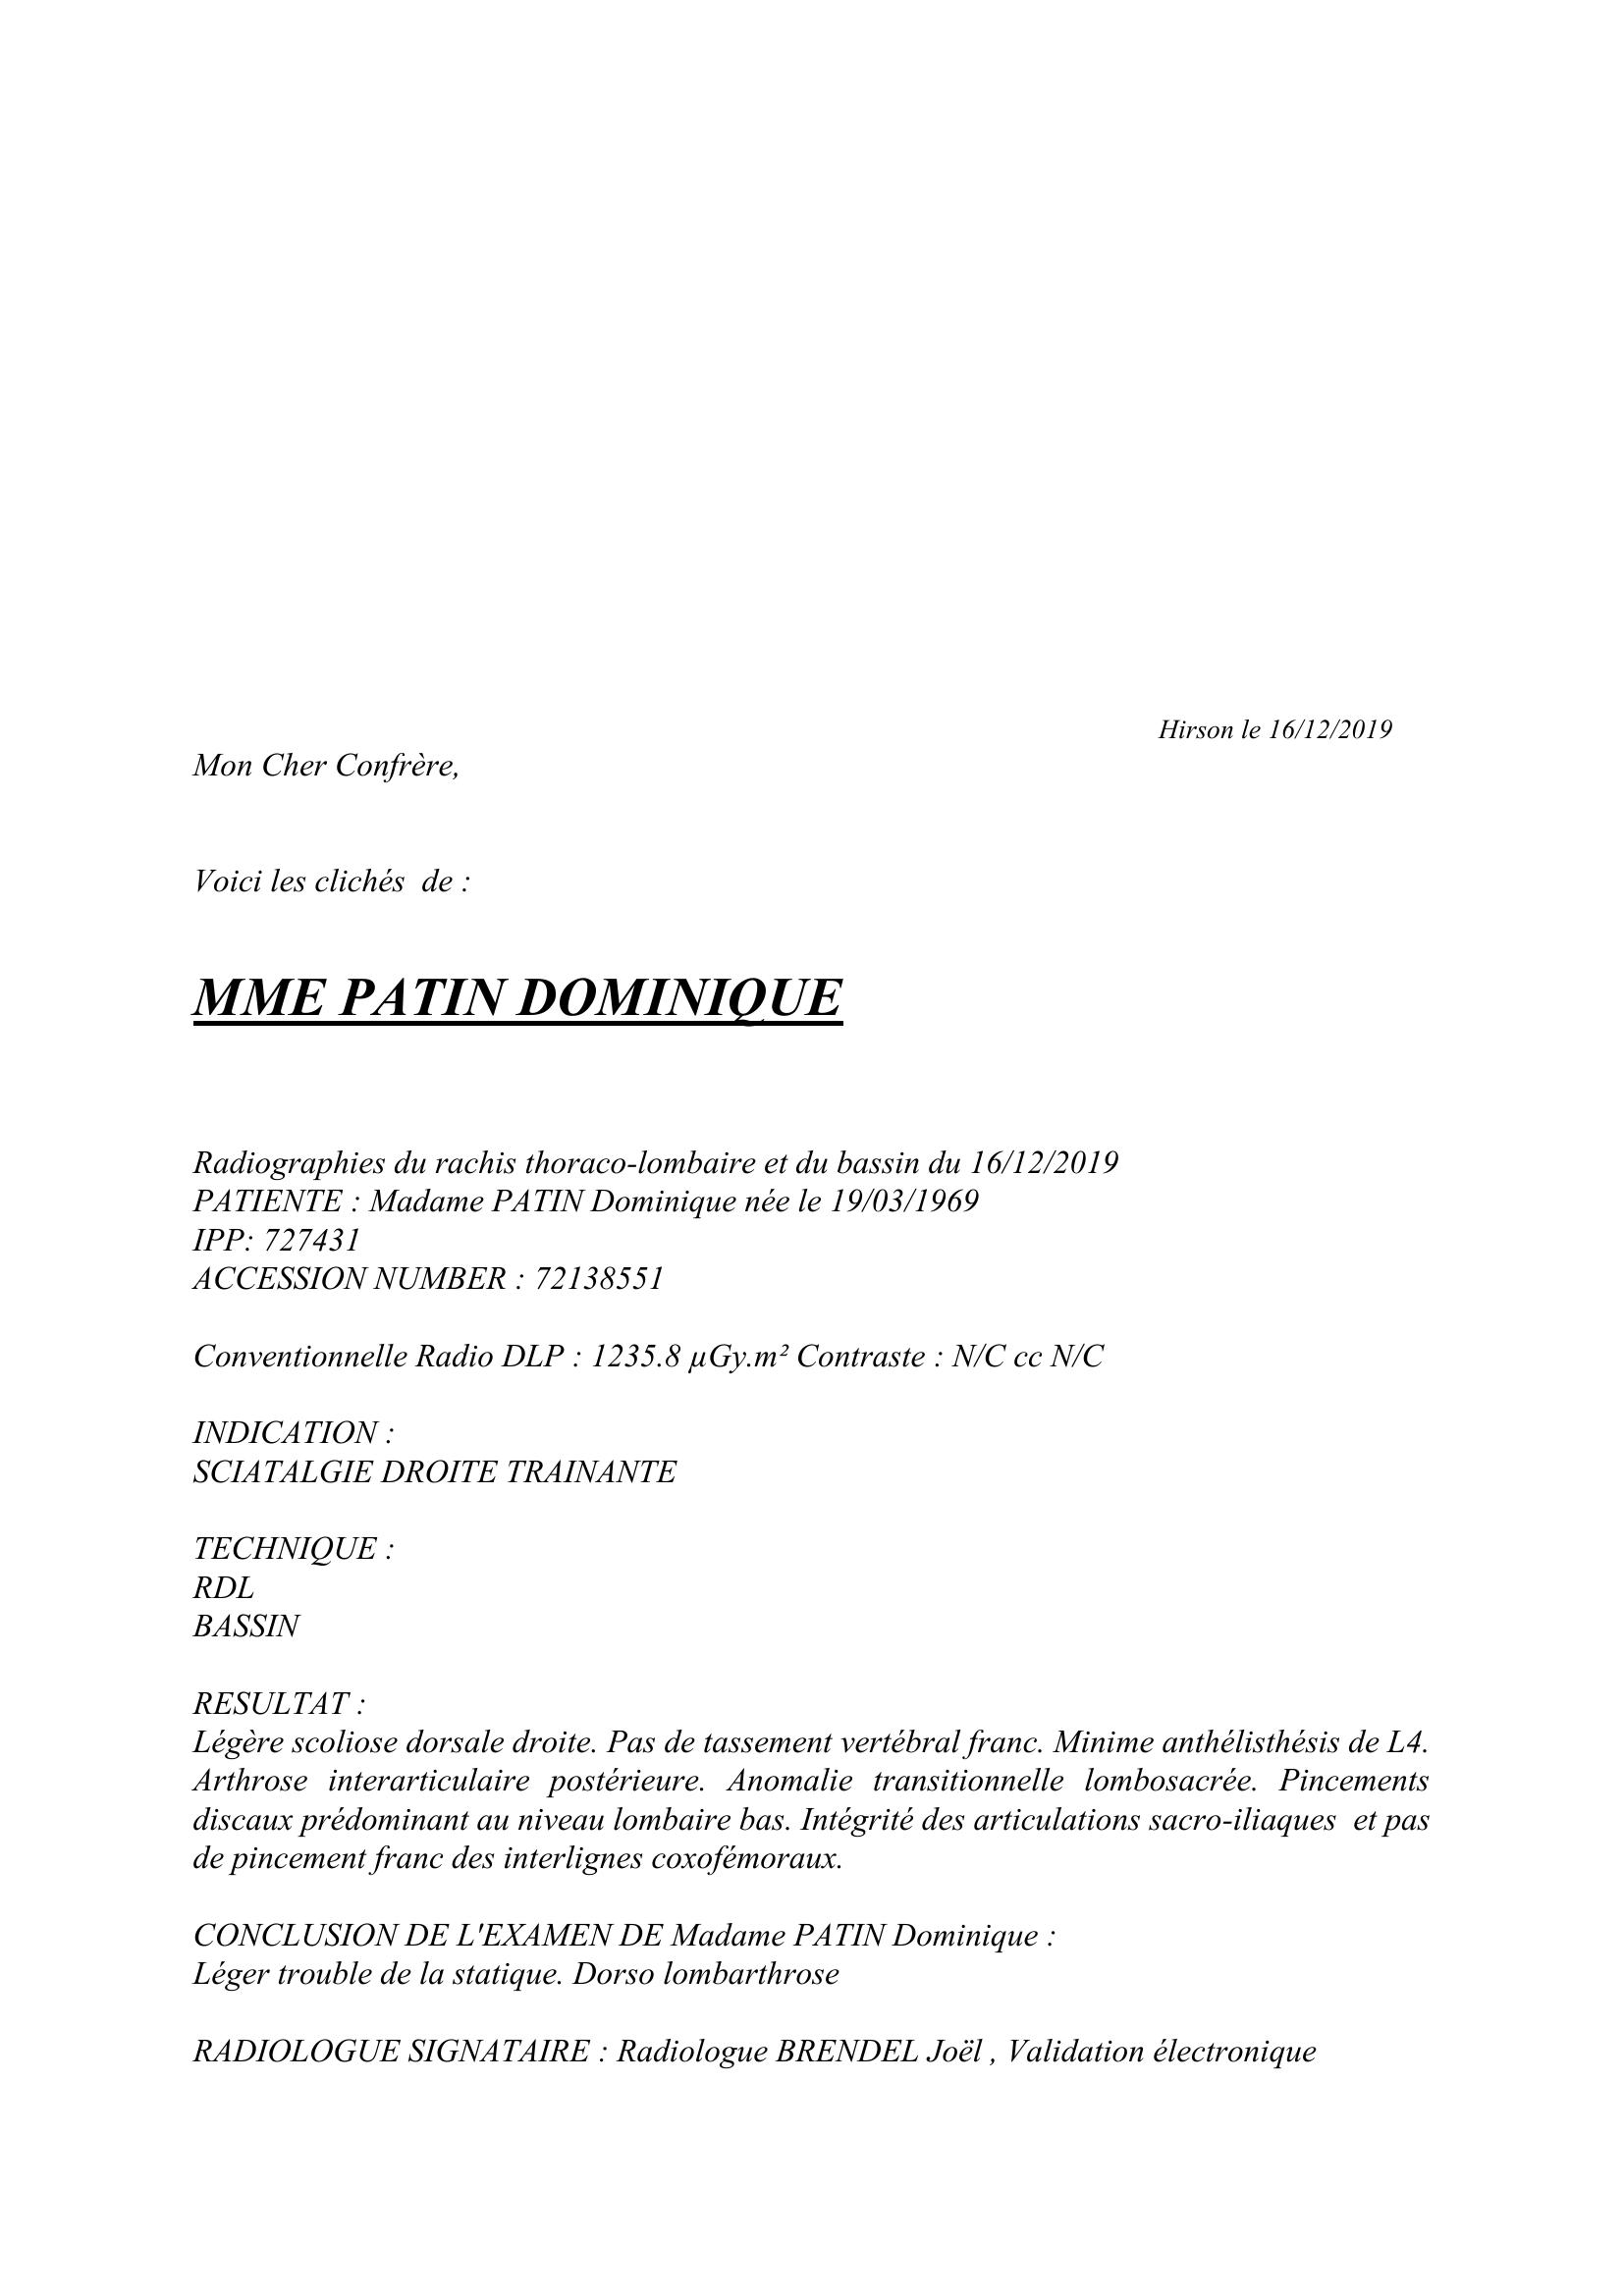 Hirson le 16/12/2019
Mon Cher Confrère,
Voici les clichés  de :
MME PATIN DOMINIQUE
Radiographies du rachis thoraco-lombaire et du bassin du 16/12/2019
PATIENTE : Madame PATIN Dominique née le 19/03/1969
IPP: 727431
ACCESSION NUMBER : 72138551
Conventionnelle Radio DLP : 1235.8 µGy.m² Contraste : N/C cc N/C
INDICATION :
SCIATALGIE DROITE TRAINANTE
TECHNIQUE :
RDL
BASSIN
RESULTAT :
Légère scoliose dorsale droite. Pas de tassement vertébral franc. Minime anthélisthésis de L4.
Arthrose interarticulaire postérieure. Anomalie transitionnelle lombosacrée. Pincements
discaux prédominant au niveau lombaire bas. Intégrité des articulations sacro-iliaques  et pas
de pincement franc des interlignes coxofémoraux.
CONCLUSION DE L'EXAMEN DE Madame PATIN Dominique :
Léger trouble de la statique. Dorso lombarthrose
RADIOLOGUE SIGNATAIRE : Radiologue BRENDEL Joël , Validation électronique